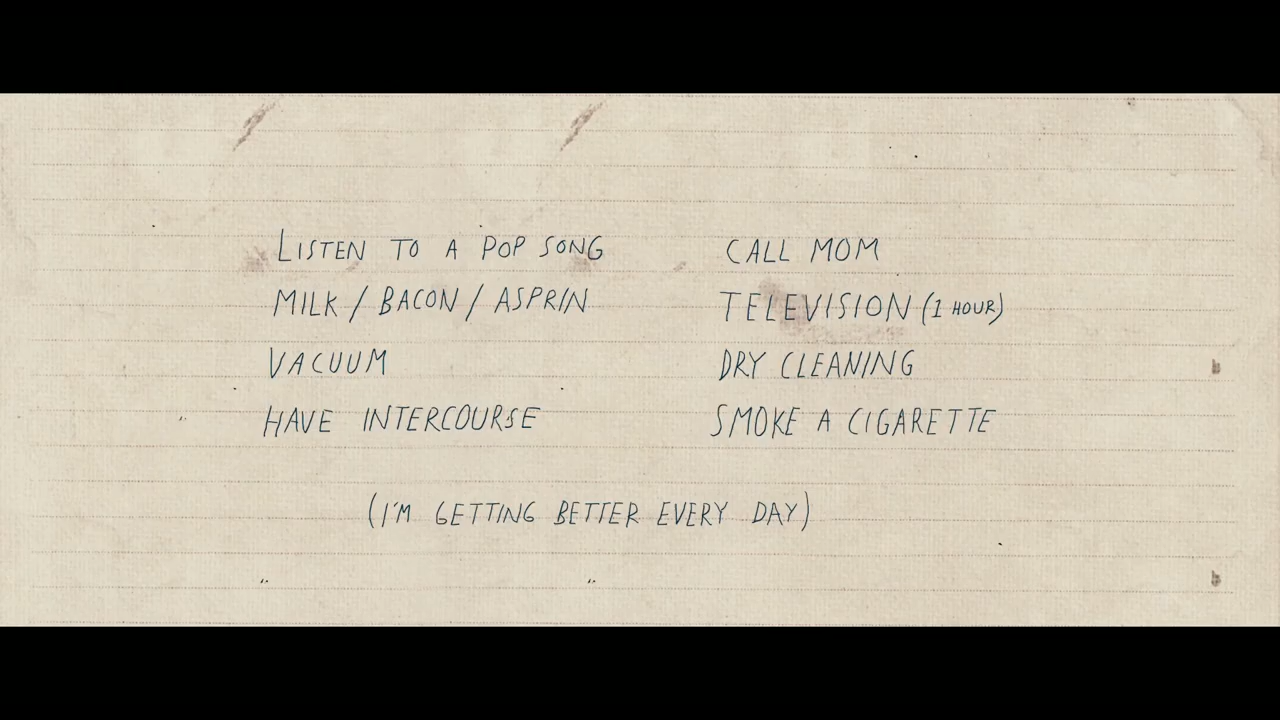 LISTEN TO A POP SONG
MILK / BACON / ASPRIN
VACUUM
HAVE INTERCOURSE
CALL MOM
TELEVISION (1 HOUR)
DRY CLEANING
SMOKE A CIGARETTE
(I'M GETTING BETTER EVERY DAY)